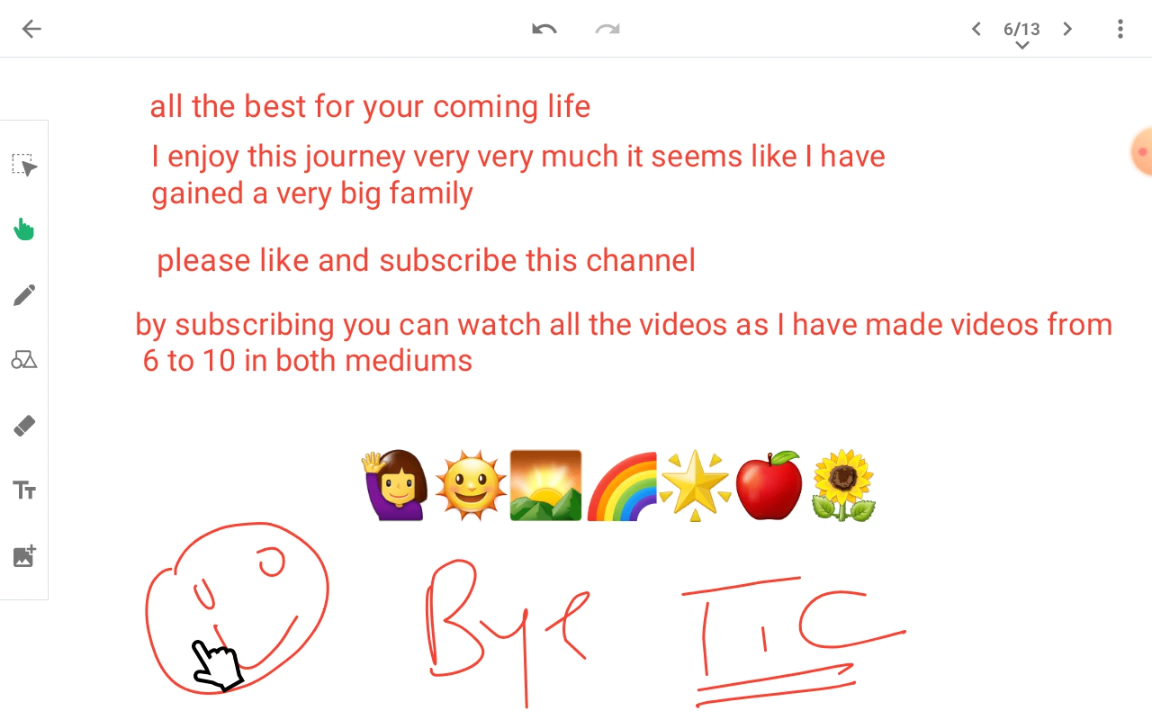 6/13
all the best for your coming life
I enjoy this journey very very much it seems like I have
gained a very big family
please like and subscribe this channel
by subscribing you can watch all the videos as I have made videos from
6 to 10 in both mediums
Tт
Bye TiC